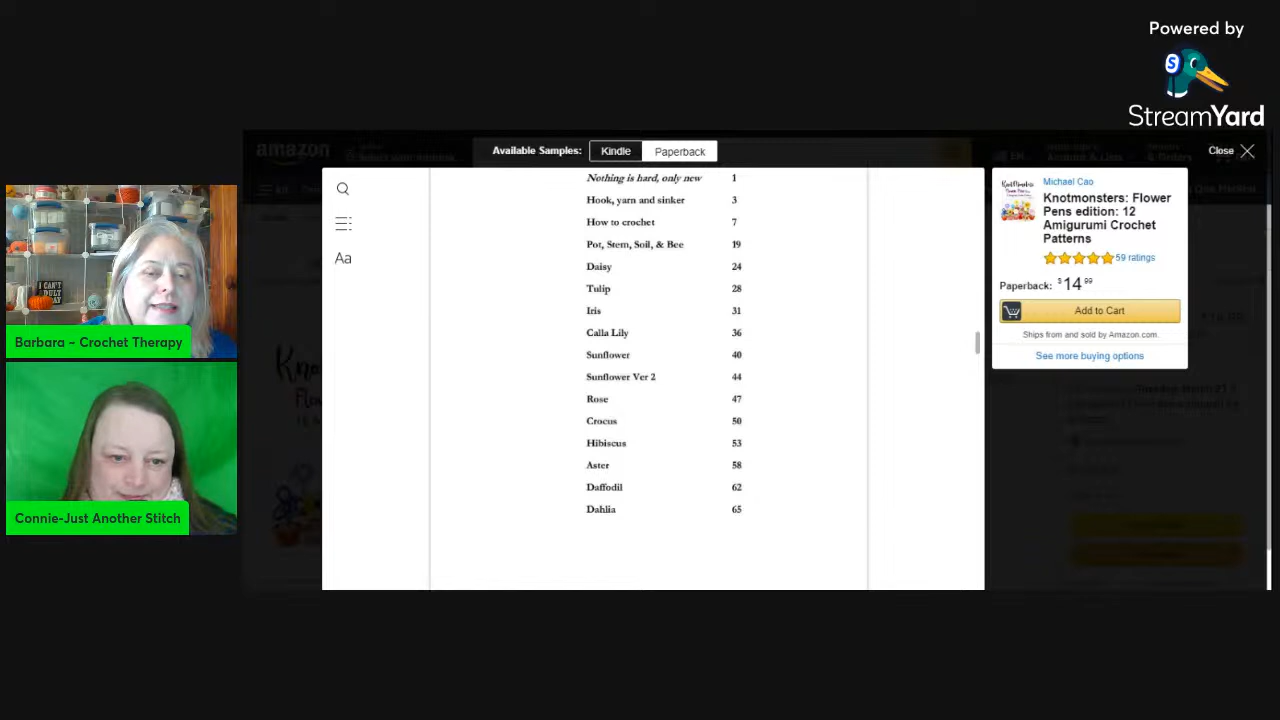 Powered by
StreamYard
amazon
Available Samples: Kindle Paperback
Close
Nothing is hard, only new 1
Hook, yarn and sinker 3
How to crochet 7
Pot, Stem, Soil, & Bee 19
Daisy 24
Tulip 28
Iris 31
Calla Lily 36
Sunflower 40
Sunflower Ver 2 44
Rose 47
Crocus 50
Hibiscus 53
Aster 58
Daffodil 62
Dahlia 65
Aa
Michael Cao
Knotmonsters: Flower
Pens edition: 12
Amigurumi Crochet
Patterns
59 ratings
Paperback: $14.99
Add to Cart
Ships from and sold by Amazon.com.
See more buying options
I CAN'T
Barbara – Crochet Therapy
Connie-Just Another Stitch